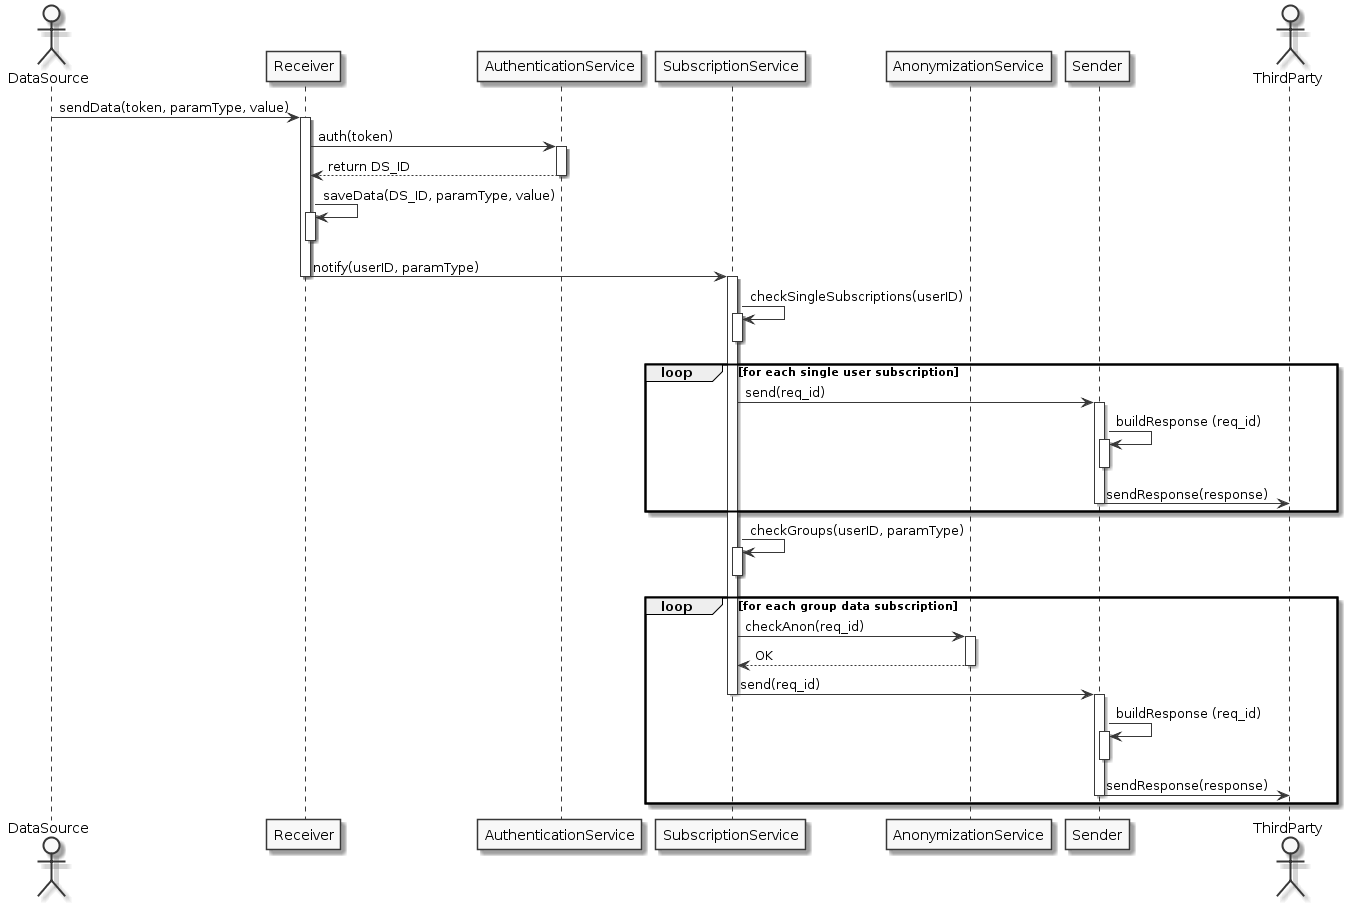 DataSource
ThirdParty
Receiver
AuthenticationService
SubscriptionService
AnonymizationService
Sender
sendData(token, paramType, value)
auth(token)
return DS_ID
saveData(DS_ID, paramType, value)
notify(userID, paramType)
checkSingleSubscriptions(userID)
loop [for each single user subscription]
send(req_id)
buildResponse (req_id)
sendResponse(response)
checkGroups(userID, paramType)
loop [for each group data subscription]
checkAnon(req_id)
OK
send(req_id)
buildResponse (req_id)
sendResponse(response)
DataSource
Receiver
AuthenticationService
SubscriptionService
AnonymizationService
Sender
ThirdParty